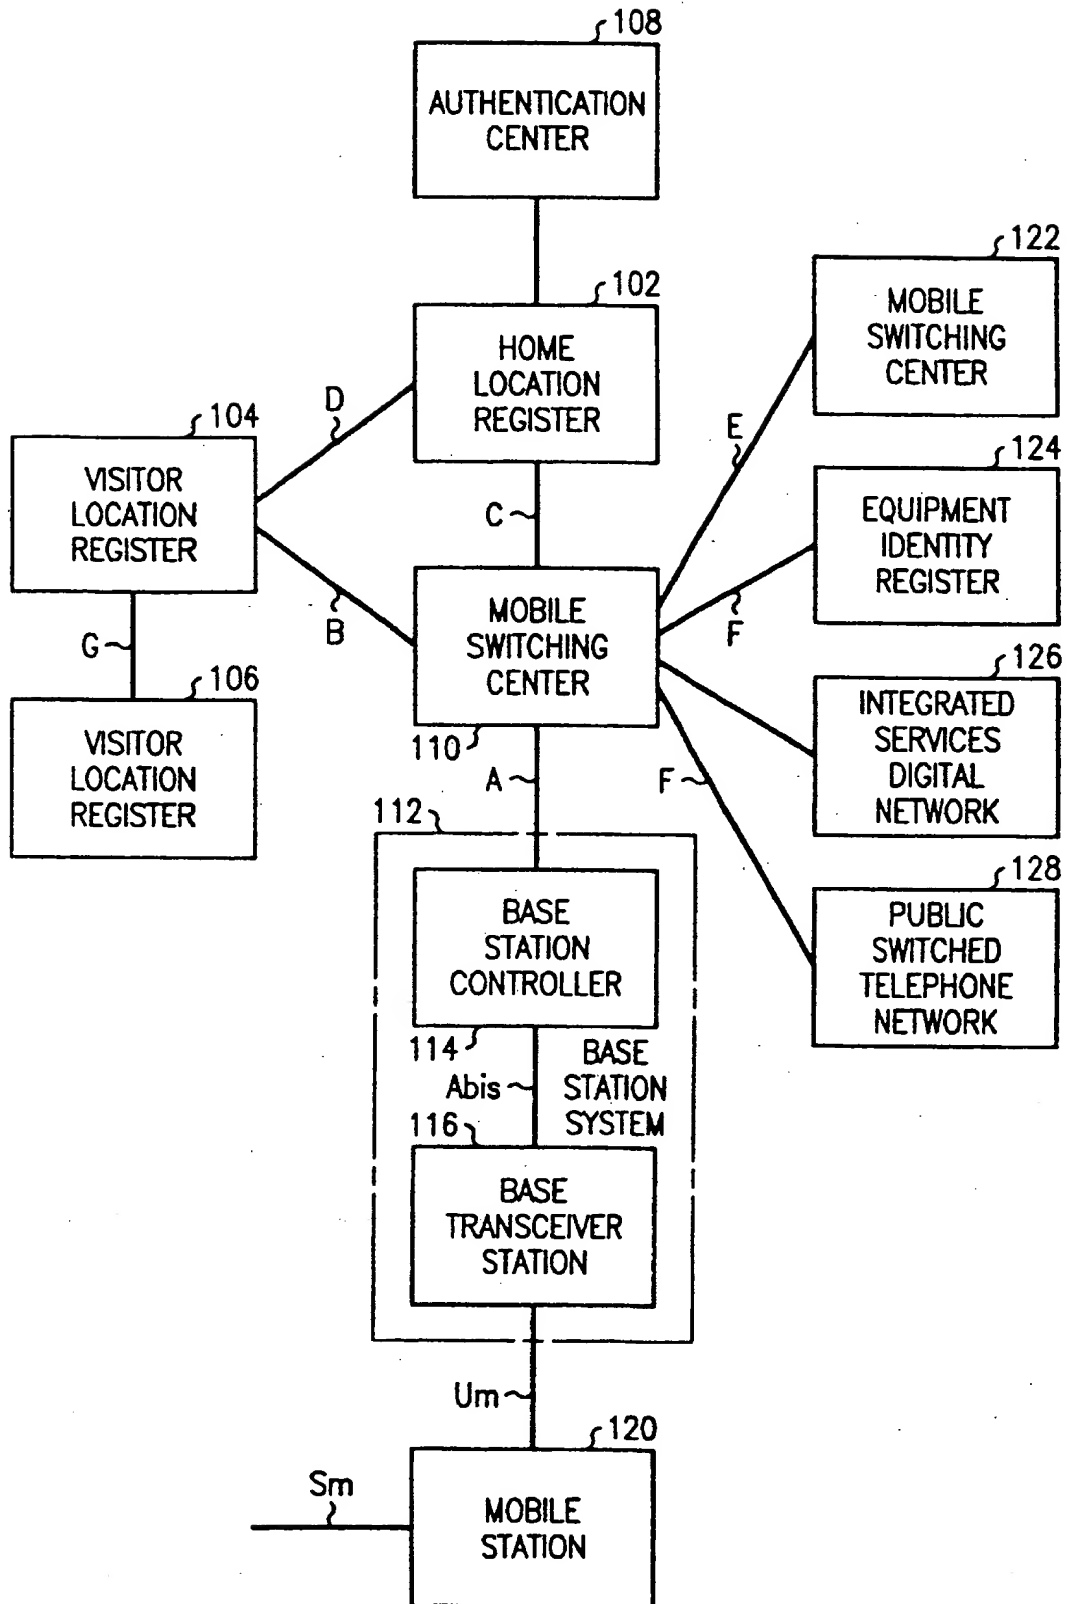 108
AUTHENTICATION
CENTER
102
HOME
LOCATION
REGISTER
122
MOBILE
SWITCHING
CENTER
D
104
VISITOR
LOCATION
REGISTER
E
C
124
EQUIPMENT
IDENTITY
REGISTER
B
F
G
MOBILE
SWITCHING
CENTER
110
106
VISITOR
LOCATION
REGISTER
126
INTEGRATED
SERVICES
DIGITAL
NETWORK
A
F
112
BASE
STATION
CONTROLLER
114
128
PUBLIC
SWITCHED
TELEPHONE
NETWORK
Abis
BASE
STATION
SYSTEM
116
BASE
TRANSCEIVER
STATION
Um
120
Sm
MOBILE
STATION